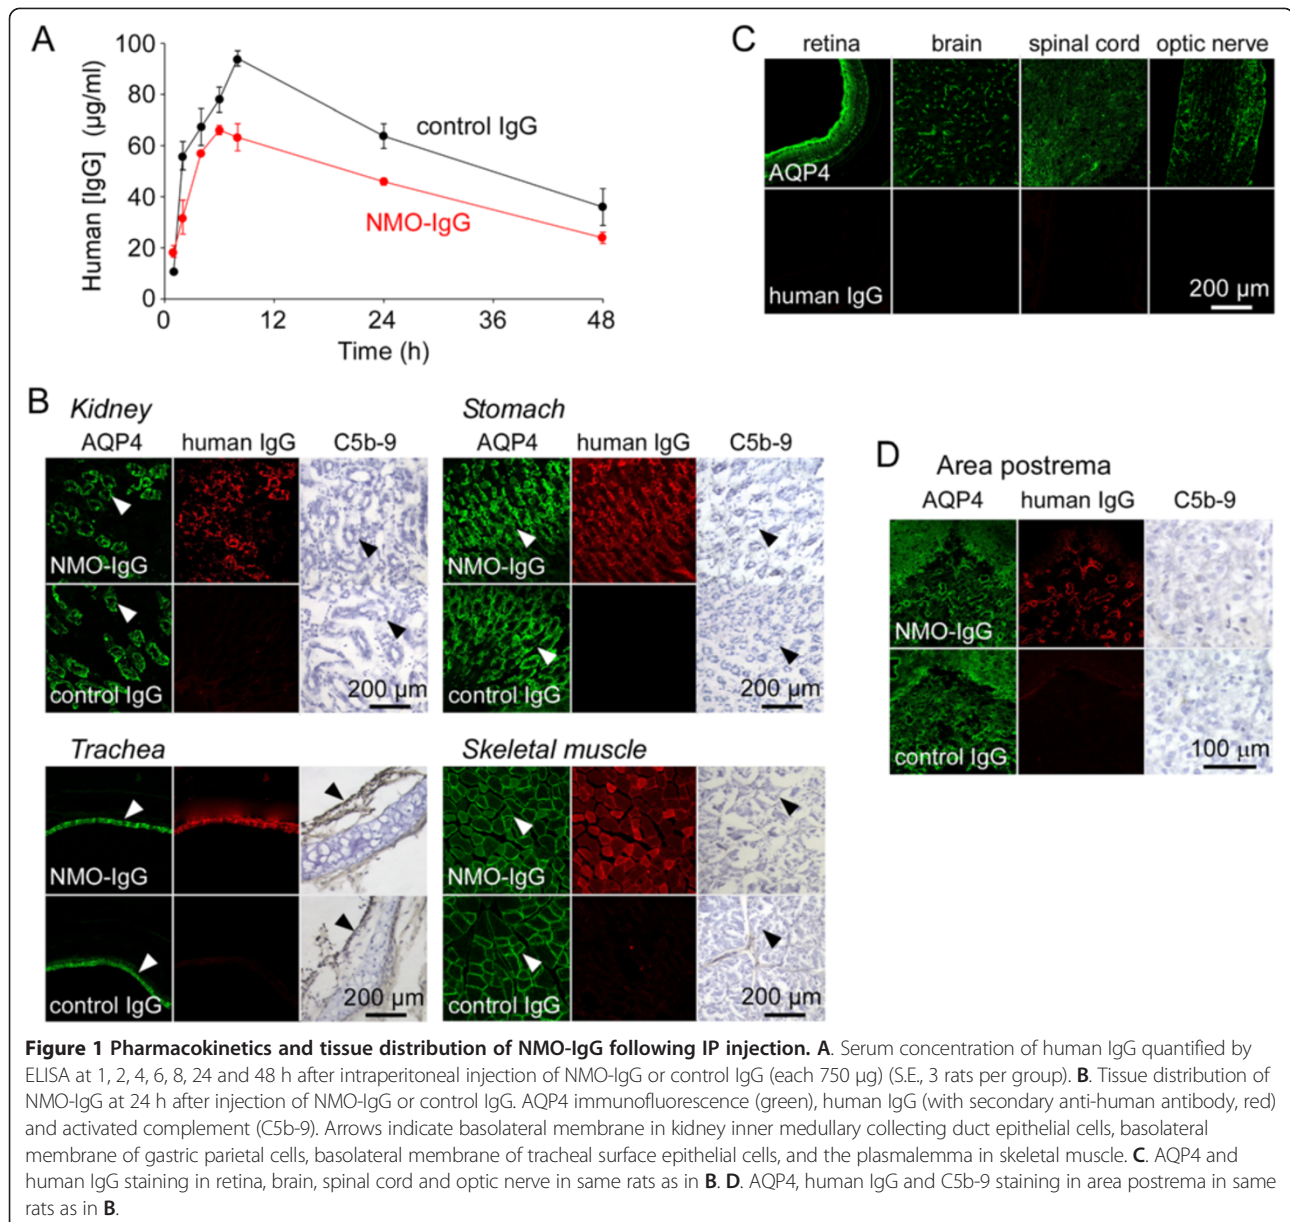 A
100
80
60
40
20
0
Human [IgG] (µg/ml)
control IgG
NMO-IgG
0 12 24 36 48
Time (h)
C
retina brain spinal cord optic nerve
AQP4
human IgG
200 µm
B
Kidney
AQP4 human IgG C5b-9
NMO-IgG
control IgG
200 µm
Stomach
AQP4 human IgG C5b-9
NMO-IgG
control IgG
200 µm
Trachea
NMO-IgG
control IgG
200 µm
Skeletal muscle
NMO-IgG
control IgG
200 µm
D
Area postrema
AQP4 human IgG C5b-9
NMO-IgG
control IgG
100 µm
Figure 1 Pharmacokinetics and tissue distribution of NMO-IgG following IP injection. A. Serum concentration of human IgG quantified by
ELISA at 1, 2, 4, 6, 8, 24 and 48 h after intraperitoneal injection of NMO-IgG or control IgG (each 750 µg) (S.E., 3 rats per group). B. Tissue distribution of
NMO-IgG at 24 h after injection of NMO-IgG or control IgG. AQP4 immunofluorescence (green), human IgG (with secondary anti-human antibody, red)
and activated complement (C5b-9). Arrows indicate basolateral membrane in kidney inner medullary collecting duct epithelial cells, basolateral
membrane of gastric parietal cells, basolateral membrane of tracheal surface epithelial cells, and the plasmalemma in skeletal muscle. C. AQP4 and
human IgG staining in retina, brain, spinal cord and optic nerve in same rats as in B. D. AQP4, human IgG and C5b-9 staining in area postrema in same
rats as in B.